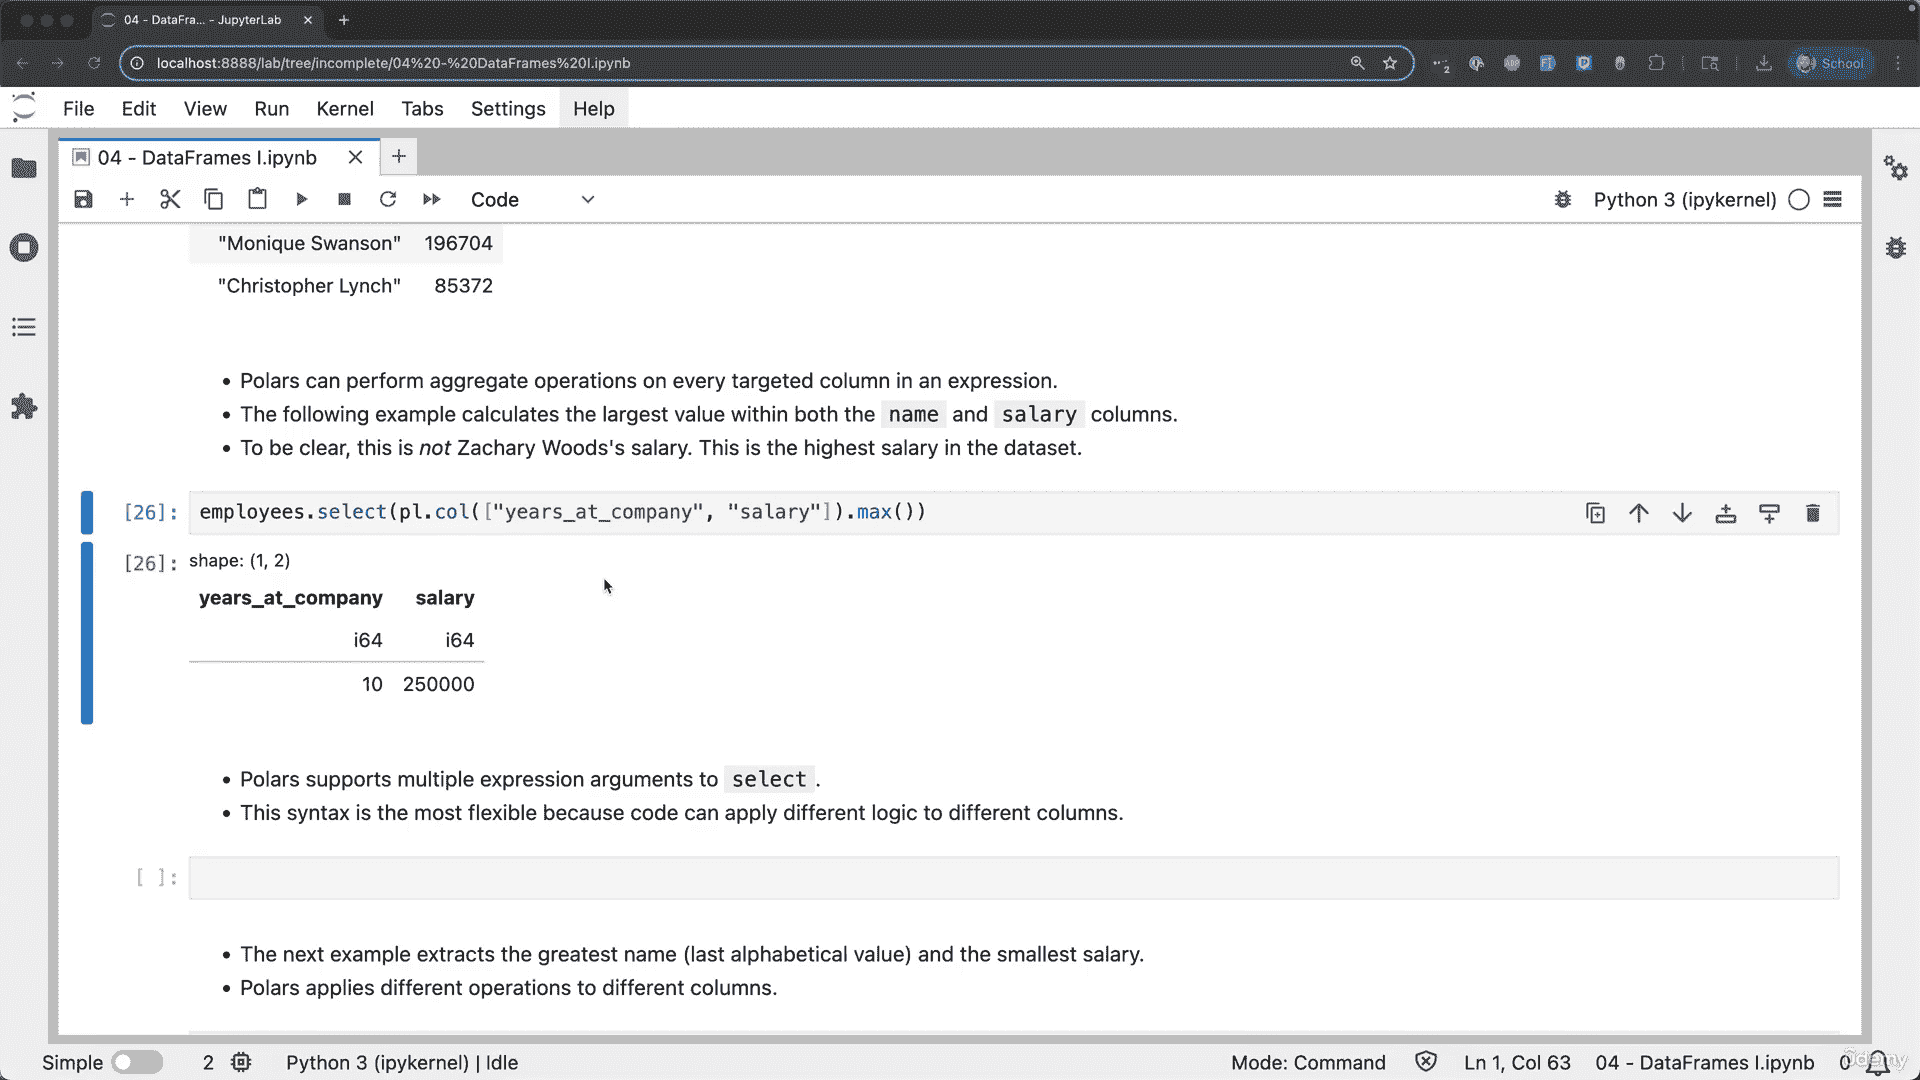 04 - DataFra... - JupyterLab
localhost:8888/lab/tree/incomplete/04%20-%20DataFrames%20I.ipynb
School
File Edit View Run Kernel Tabs Settings Help
04 - DataFrames I.ipynb
Code
Python 3 (ipykernel)
"Monique Swanson" 196704
"Christopher Lynch" 85372
• Polars can perform aggregate operations on every targeted column in an expression.
• The following example calculates the largest value within both the name and salary columns.
• To be clear, this is not Zachary Woods's salary. This is the highest salary in the dataset.
[26]: employees.select(pl.col(["years_at_company", "salary"]).max())
[26]: shape: (1, 2)
years_at_company salary
i64 i64
10 250000
• Polars supports multiple expression arguments to select.
• This syntax is the most flexible because code can apply different logic to different columns.
[ ]:
• The next example extracts the greatest name (last alphabetical value) and the smallest salary.
• Polars applies different operations to different columns.
Simple 2 Python 3 (ipykernel) | Idle Mode: Command Ln 1, Col 63 04 - DataFrames I.ipynb 0
udemy